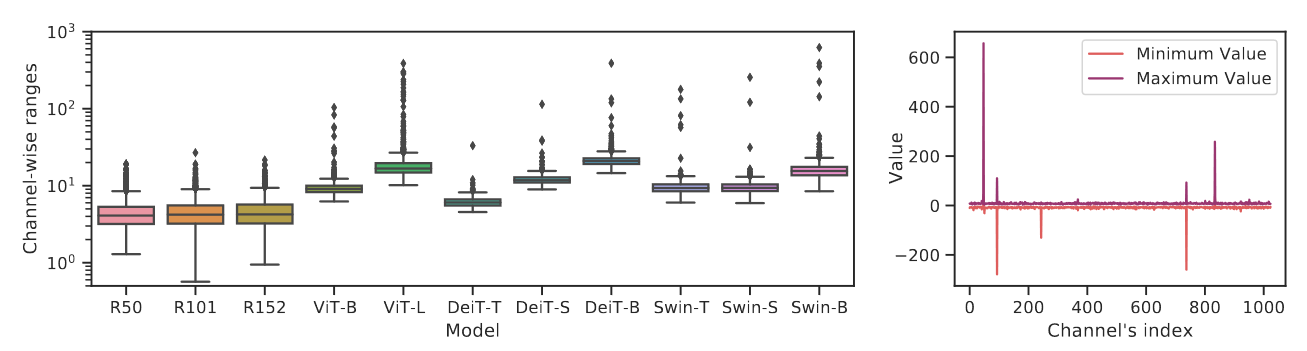 Channel-wise ranges
10³
10²
10¹
10⁰
R50 R101 R152 ViT-B ViT-L DeiT-T DeiT-S DeiT-B Swin-T Swin-S Swin-B
Model
Value
600
400
200
0
−200
Minimum Value
Maximum Value
0 200 400 600 800 1000
Channel's index